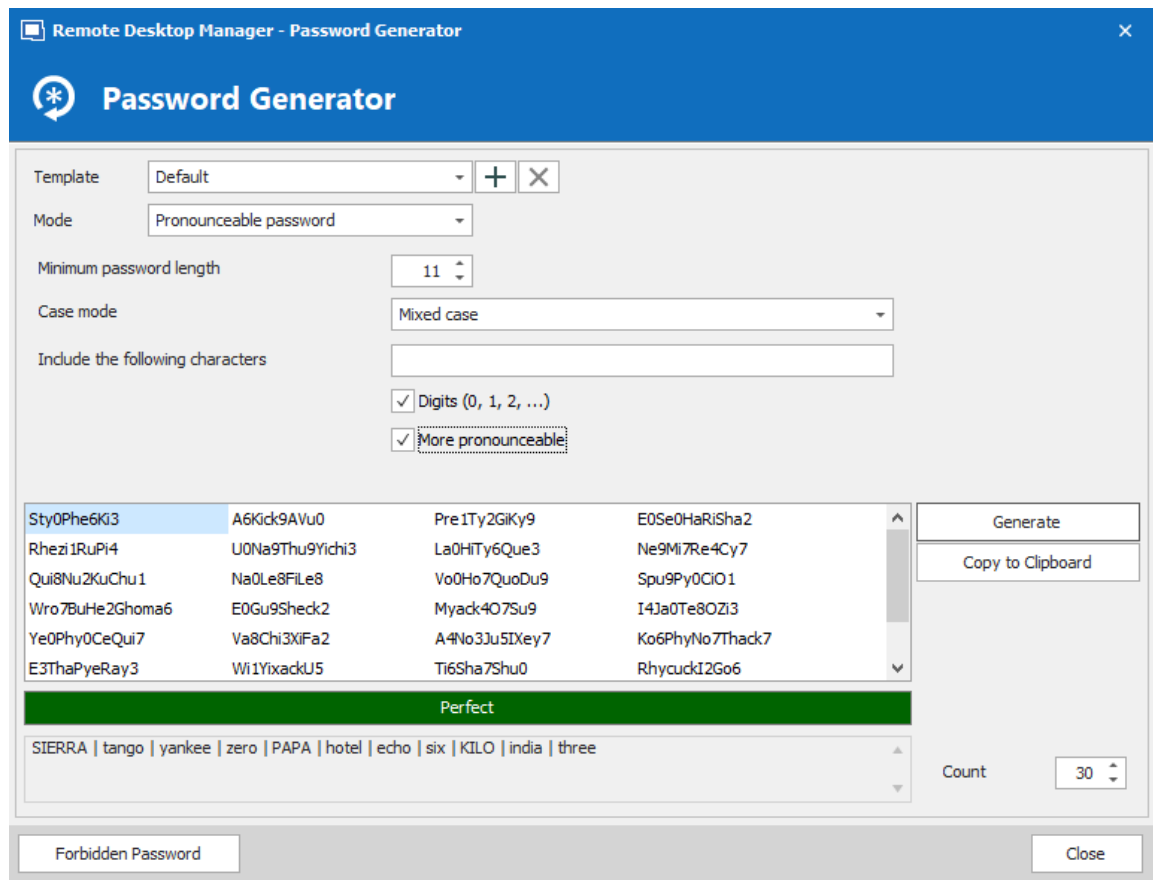 Remote Desktop Manager - Password Generator
Password Generator
Template Default
Mode Pronounceable password
Minimum password length 11
Case mode Mixed case
Include the following characters
Digits (0, 1, 2, ...)
More pronounceable
Sty0Phe6Ki3 A6Kick9AVu0 Pre1Ty2GiKy9 E0Se0HaRiSha2
Generate
Rhezi1RuPi4 U0Na9Thu9Yichi3 La0HiTy6Que3 Ne9Mi7Re4Cy7
Copy to Clipboard
Qui8Nu2KuChu1 Na0Le8FiLe8 Vo0Ho7QuoDu9 Spu9Py0CiO1
Wro7BuHe2Ghoma6 E0Gu9Sheck2 Myack4O7Su9 I4Ja0Te8OZi3
Ye0Phy0CeQui7 Va8Chi3XiFa2 A4No3Ju5IXey7 Ko6PhyNo7Thack7
E3ThaPyeRay3 Wi1YixackU5 Ti6Sha7Shu0 RhycuckI2Go6
Perfect
SIERRA | tango | yankee | zero | PAPA | hotel | echo | six | KILO | india | three
Count 30
Forbidden Password
Close